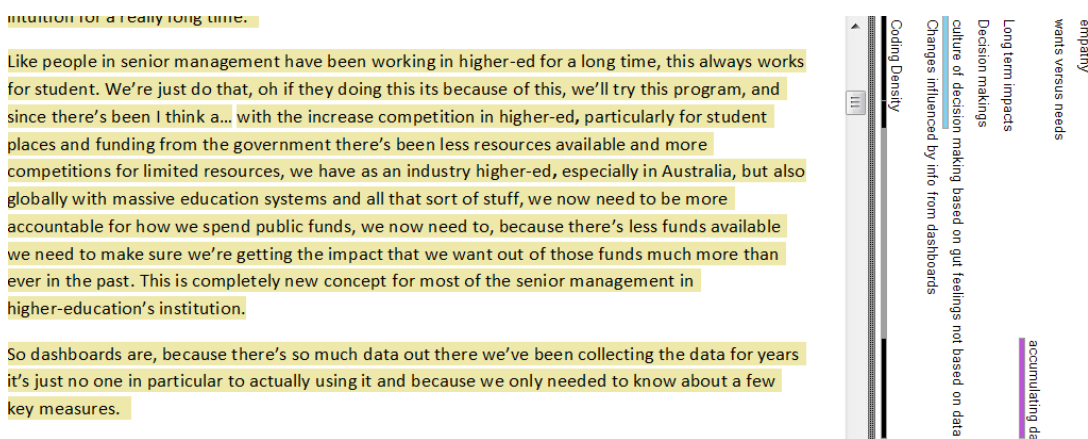 intuition for a really long time.
Like people in senior management have been working in higher-ed for a long time, this always works
for student. We're just do that, oh if they doing this its because of this, we'll try this program, and
since there's been I think a... with the increase competition in higher-ed, particularly for student
places and funding from the government there's been less resources available and more
competitions for limited resources, we have as an industry higher-ed, especially in Australia, but also
globally with massive education systems and all that sort of stuff, we now need to be more
accountable for how we spend public funds, we now need to, because there's less funds available
we need to make sure we're getting the impact that we want out of those funds much more than
ever in the past. This is completely new concept for most of the senior management in
higher-education's institution.
So dashboards are, because there's so much data out there we've been collecting the data for years
it's just no one in particular to actually using it and because we only needed to know about a few
key measures.
Coding Density
Changes influenced by info from dashboards
culture of decision making based on gut feelings not based on data
Decision makings
Long term impacts
accumulating da
wants versus needs
empathy